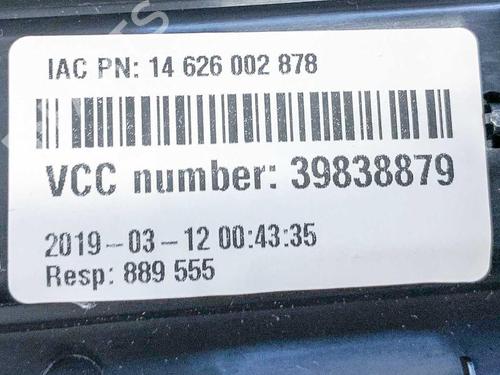 IAC PN: 14 626 002 878
VCC number: 39838879
2019-03-12 00:43:35
Resp: 889 555